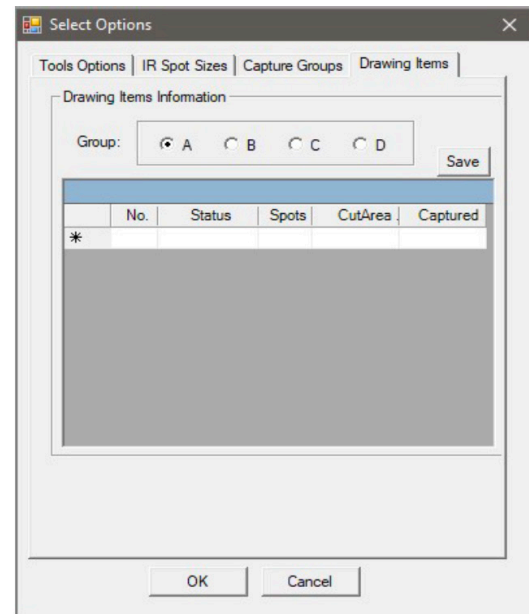 Select Options
Tools Options IR Spot Sizes Capture Groups Drawing Items
Drawing Items Information
Group: A B C D
Save
No. Status Spots CutArea . Captured
*
OK Cancel